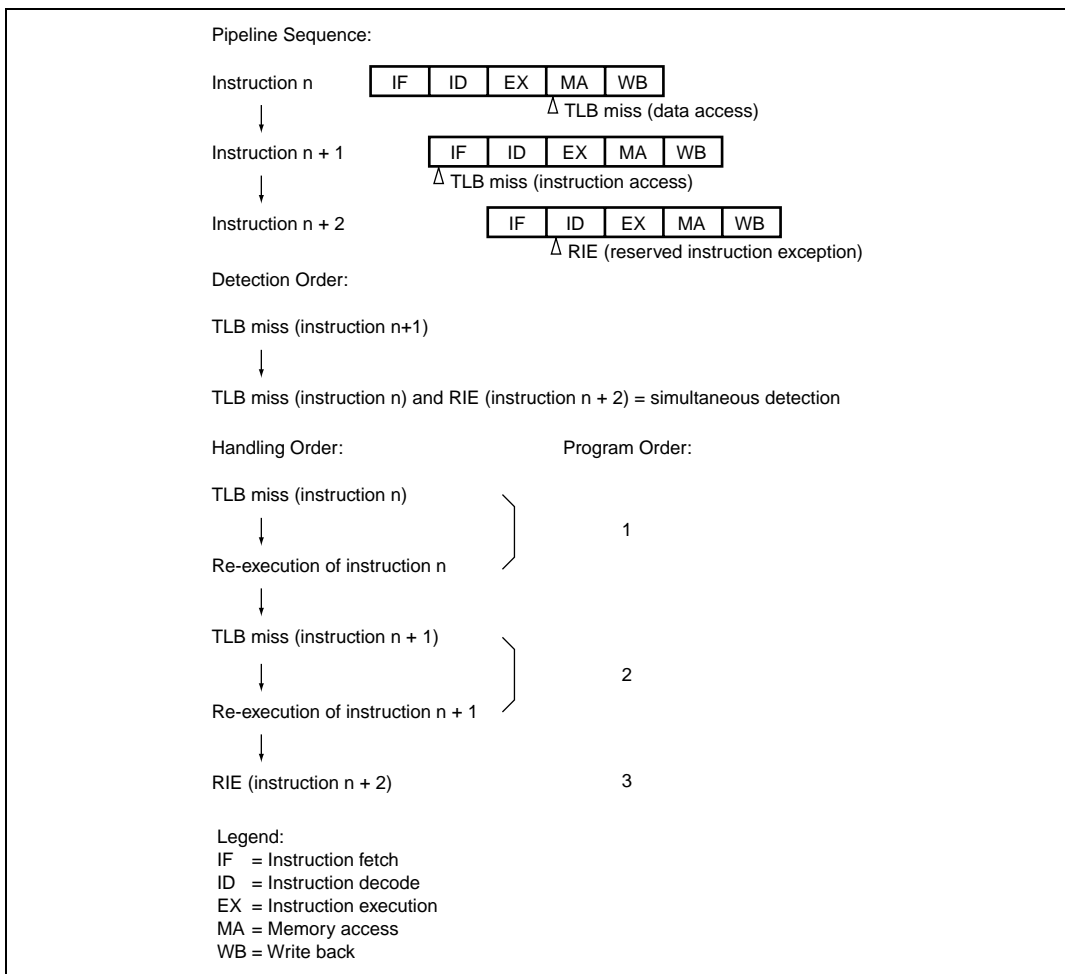 Pipeline Sequence:
Instruction n IF ID EX MA WB
TLB miss (data access)
Instruction n + 1 IF ID EX MA WB
TLB miss (instruction access)
Instruction n + 2 IF ID EX MA WB
RIE (reserved instruction exception)
Detection Order:
TLB miss (instruction n+1)
TLB miss (instruction n) and RIE (instruction n + 2) = simultaneous detection
Handling Order: Program Order:
TLB miss (instruction n)
1
Re-execution of instruction n
TLB miss (instruction n + 1)
2
Re-execution of instruction n + 1
RIE (instruction n + 2) 3
Legend:
IF = Instruction fetch
ID = Instruction decode
EX = Instruction execution
MA = Memory access
WB = Write back